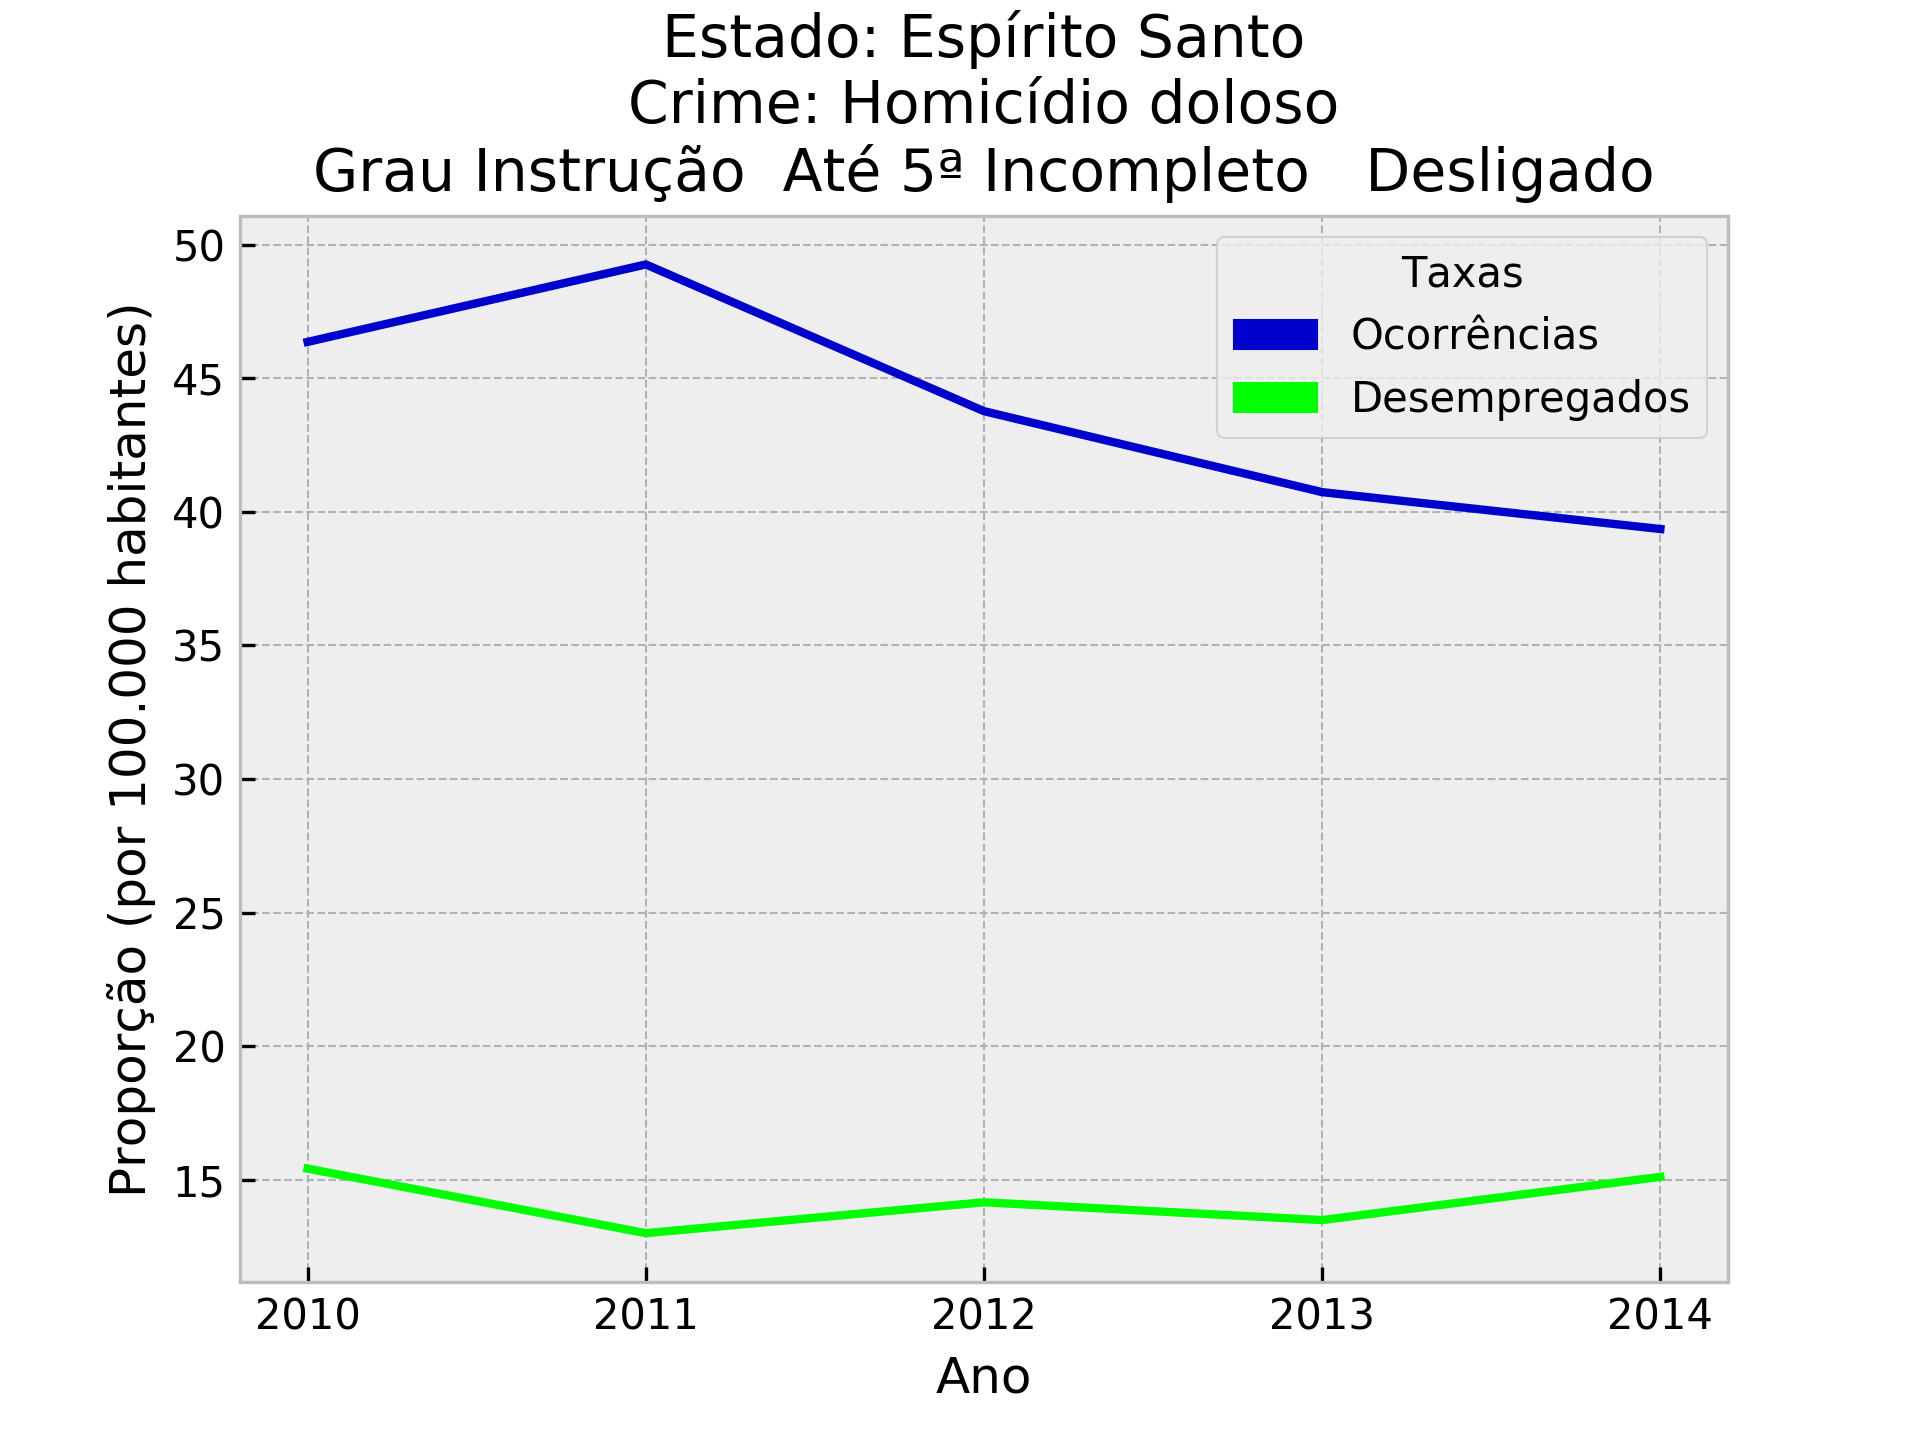 Estado: Espírito Santo
Crime: Homicídio doloso
Grau Instrução  Até 5ª Incompleto   Desligado
Taxas
Ocorrências
Desempregados
Proporção (por 100.000 habitantes)
50
45
40
35
30
25
20
15
2010 2011 2012 2013 2014
Ano